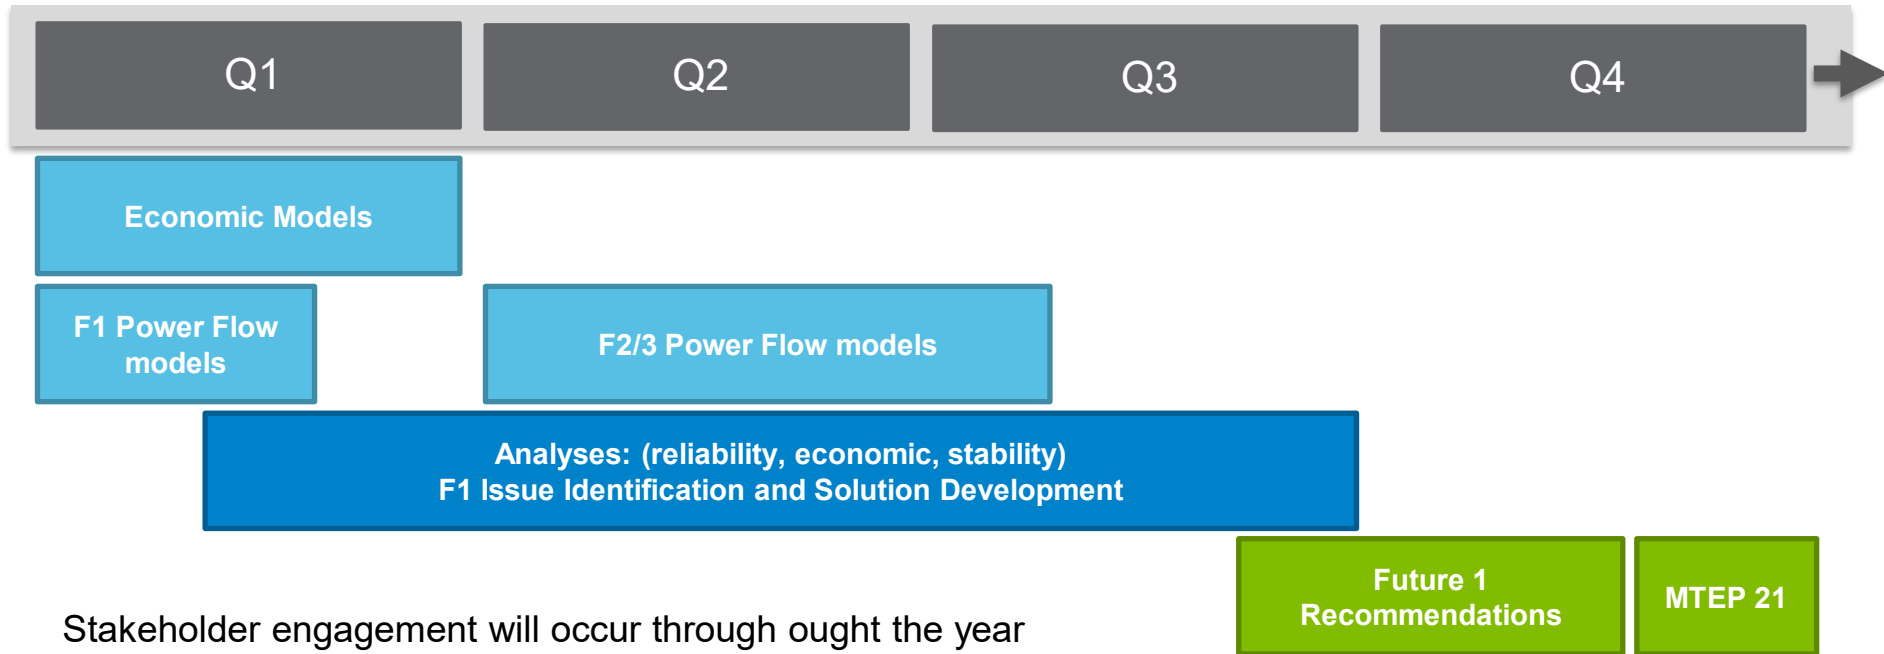 Q1
Q2
Q3
Q4
Economic Models
F1 Power Flow
models
F2/3 Power Flow models
Analyses: (reliability, economic, stability)
F1 Issue Identification and Solution Development
Future 1
Recommendations
MTEP 21
Stakeholder engagement will occur through ought the year